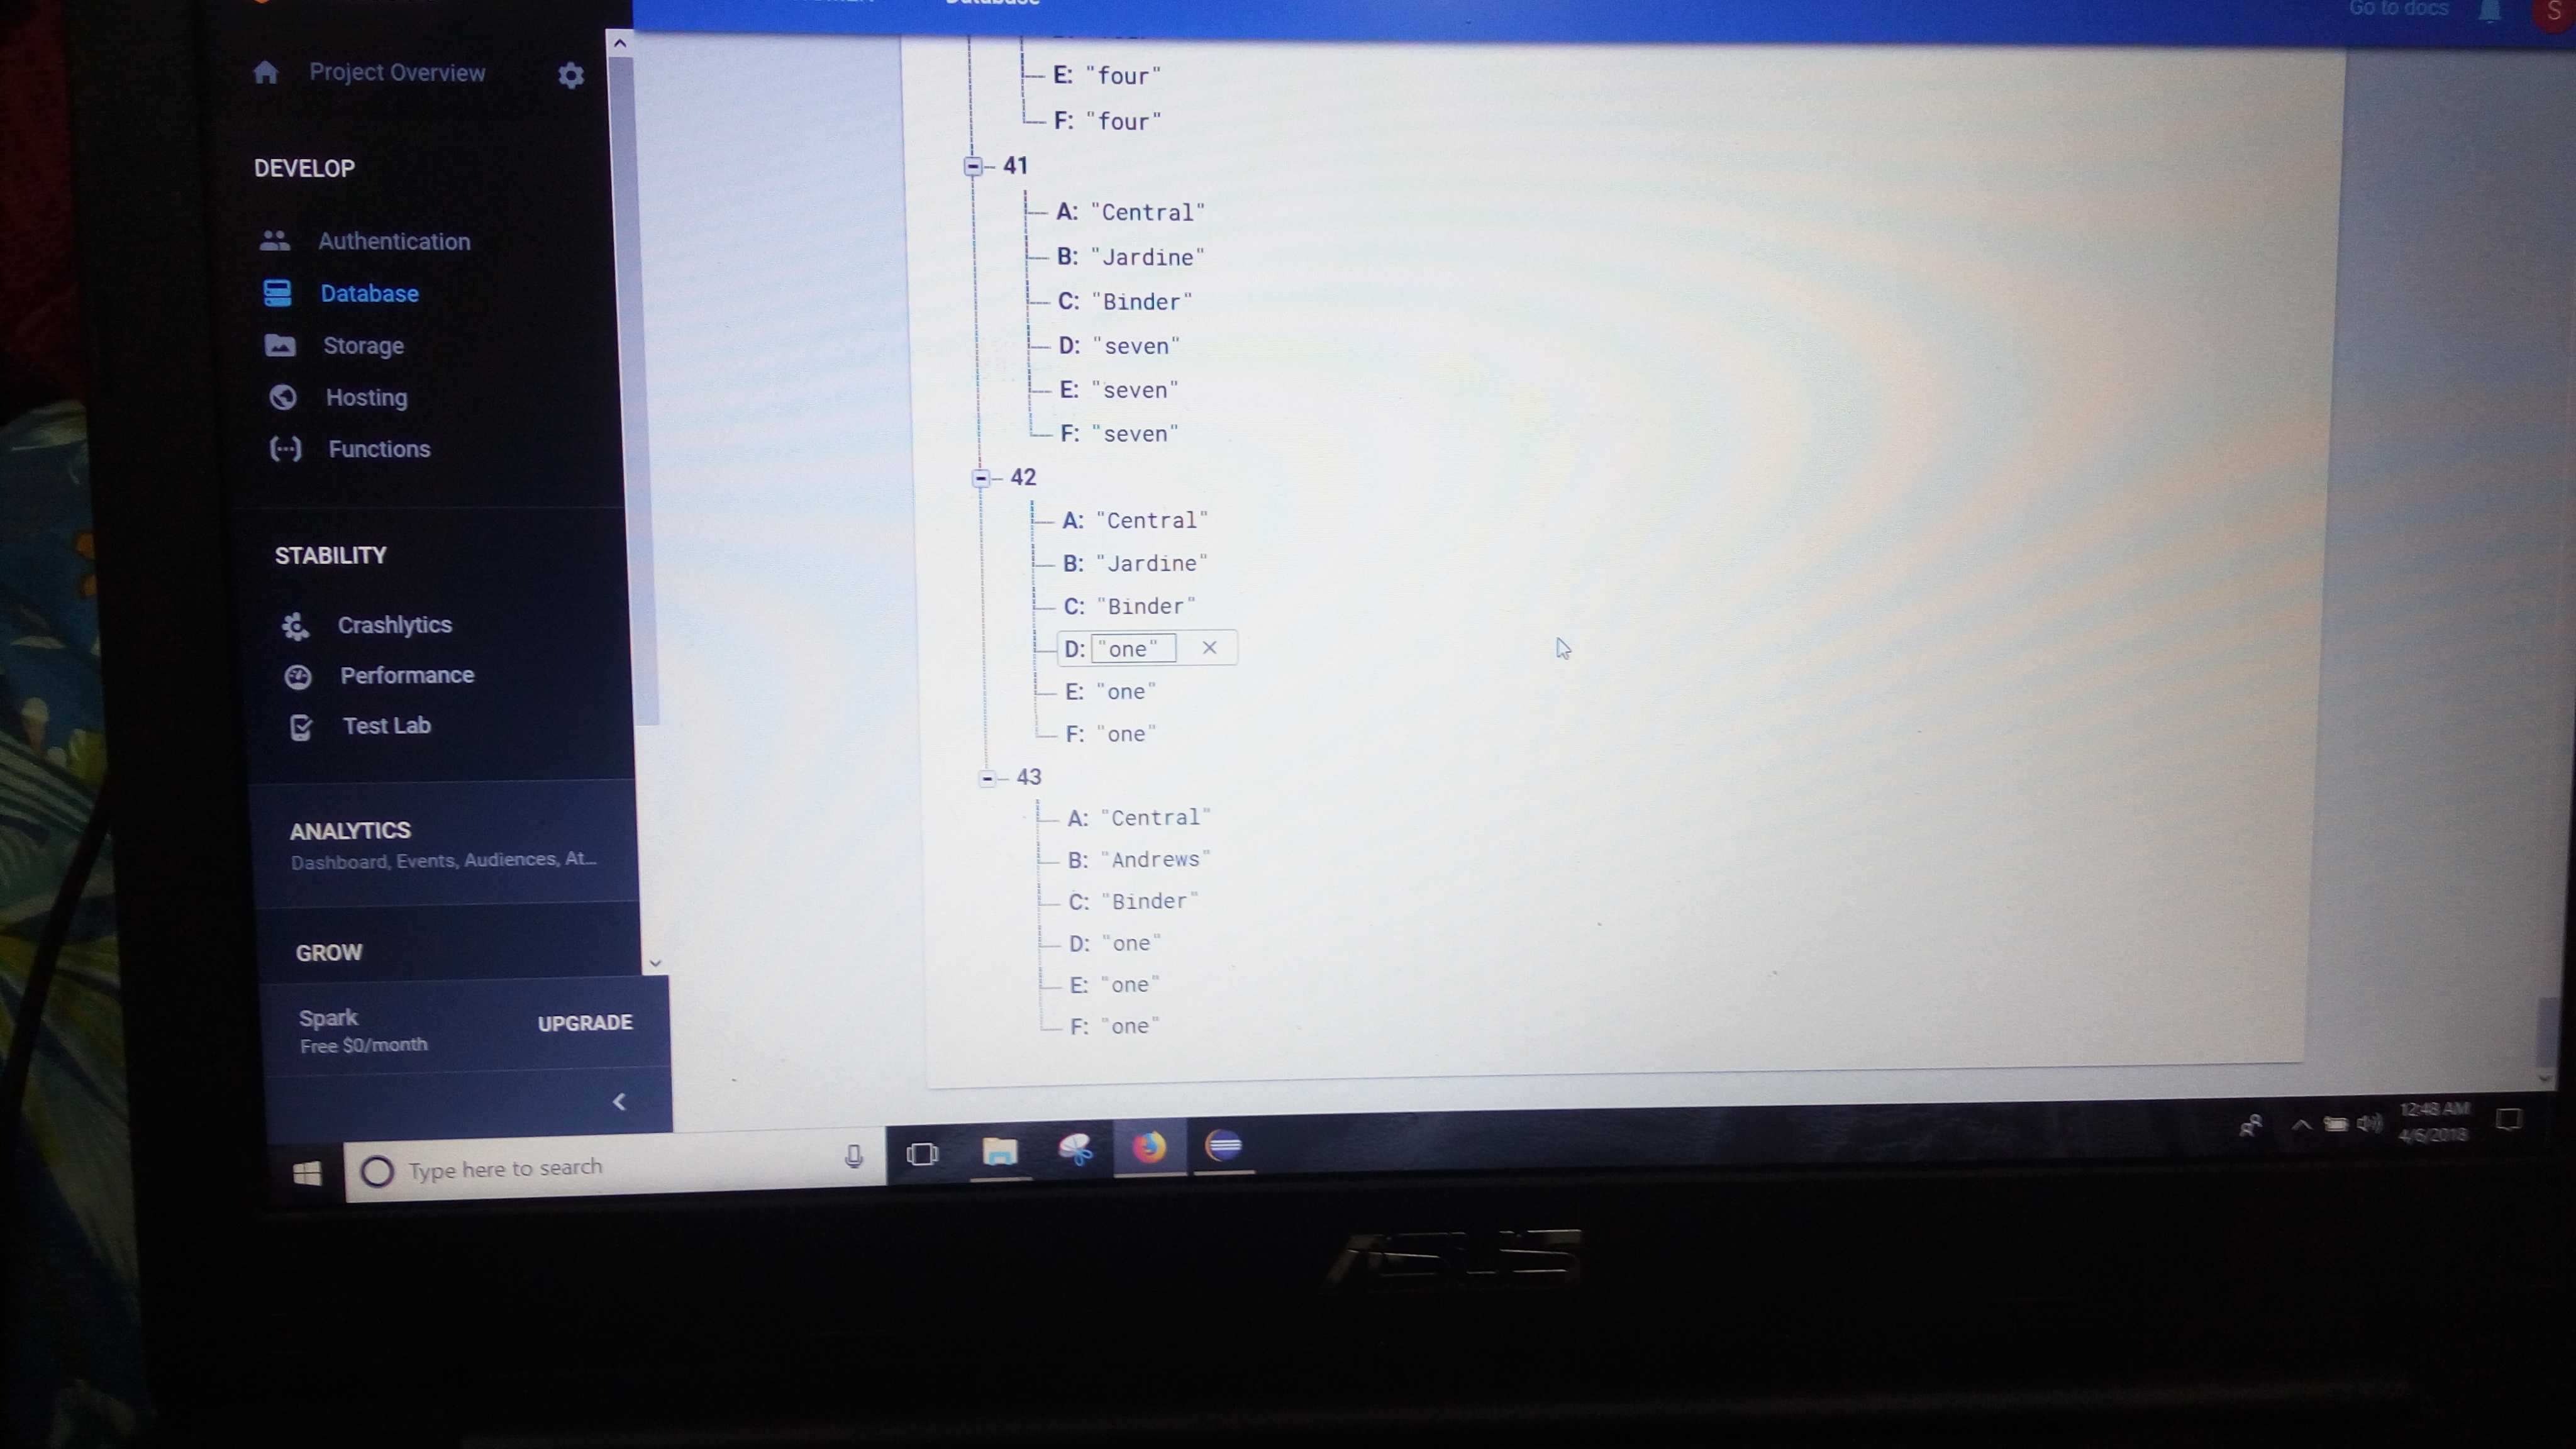 Database
Go to docs
S
Project Overview
DEVELOP
Authentication
Database
Storage
Hosting
Functions
STABILITY
Crashlytics
Performance
Test Lab
ANALYTICS
Dashboard, Events, Audiences, At...
GROW
Spark
Free $0/month
UPGRADE
E: "four"
F: "four"
41
A: "Central"
B: "Jardine"
C: "Binder"
D: "seven"
E: "seven"
F: "seven"
42
A: "Central"
B: "Jardine"
C: "Binder"
D: "one"
E: "one"
F: "one"
43
A: "Central"
B: "Andrews"
C: "Binder"
D: "one"
E: "one"
F: "one"
Type here to search
12:48 AM
4/6/2018
ASUS